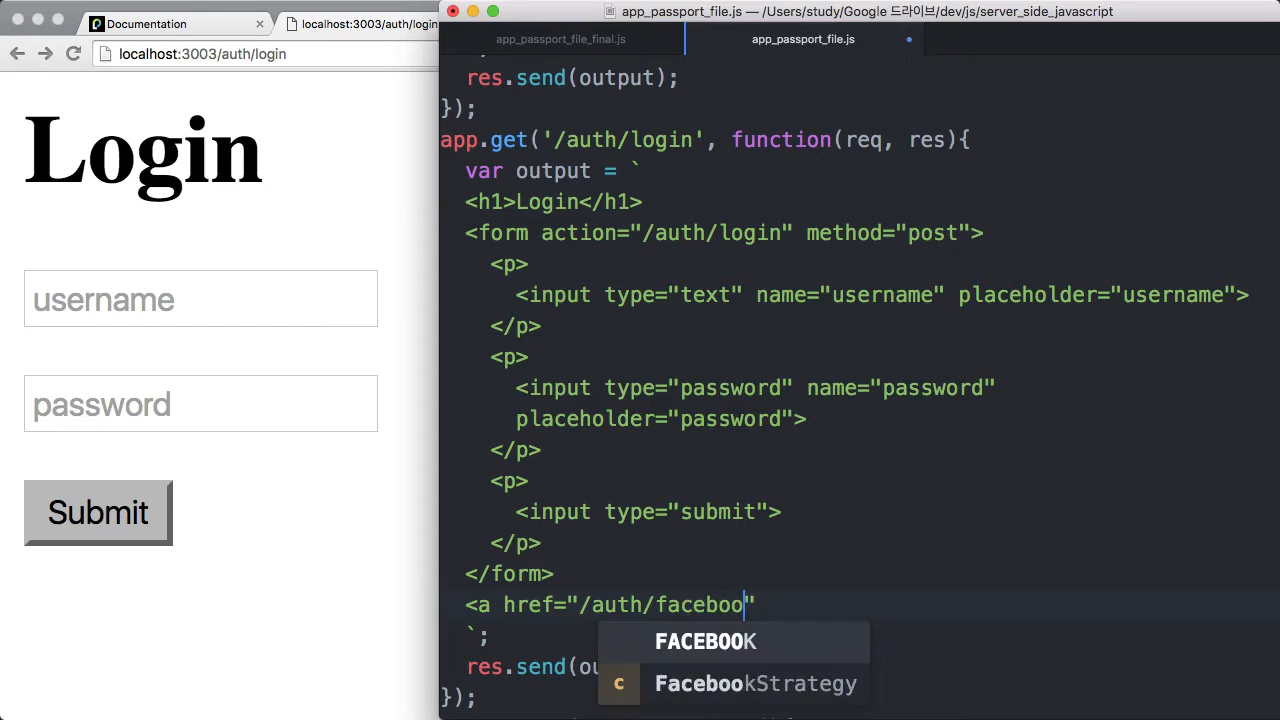 Documentation
localhost:3003/auth/login
localhost:3003/auth/login
Login
username
password
Submit
app_passport_file.js — /Users/study/Google 드라이브/dev/js/server_side_javascript
app_passport_file_final.js
app_passport_file.js
res.send(output);
});
app.get('/auth/login', function(req, res){
var output = `
<h1>Login</h1>
<form action="/auth/login" method="post">
<p>
<input type="text" name="username" placeholder="username">
</p>
<p>
<input type="password" name="password"
placeholder="password">
</p>
<p>
<input type="submit">
</p>
</form>
<a href="/auth/faceboo"
`;
FACEBOOK
res.send(ou
c FacebookStrategy
});